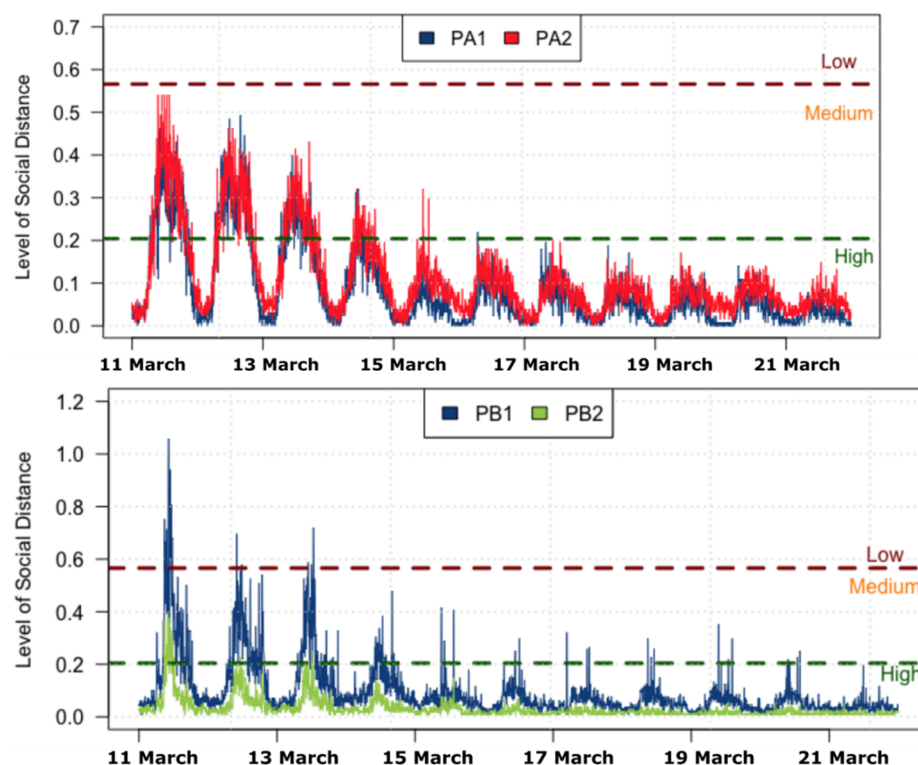 0.7
PA1 PA2
0.6
Low
0.5
Medium
0.4
0.3
0.2
High
0.1
0.0
Level of Social Distance
11 March 13 March 15 March 17 March 19 March 21 March
1.2
PB1 PB2
1.0
0.8
0.6
Low
Medium
0.4
0.2
High
0.0
Level of Social Distance
11 March 13 March 15 March 17 March 19 March 21 March